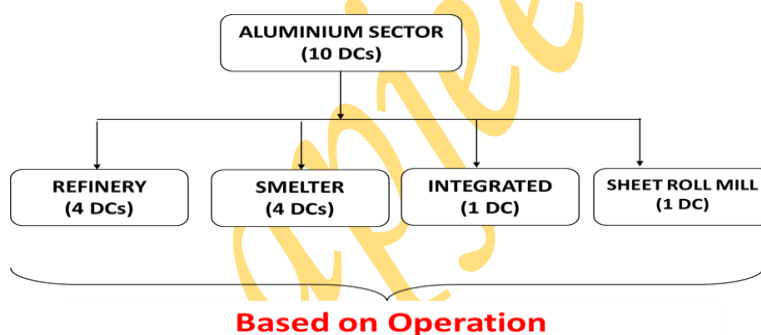 ALUMINIUM SECTOR
(10 DCs)
REFINERY
(4 DCs)
SMELTER
(4 DCs)
INTEGRATED
(1 DC)
SHEET ROLL MILL
(1 DC)
Based on Operation